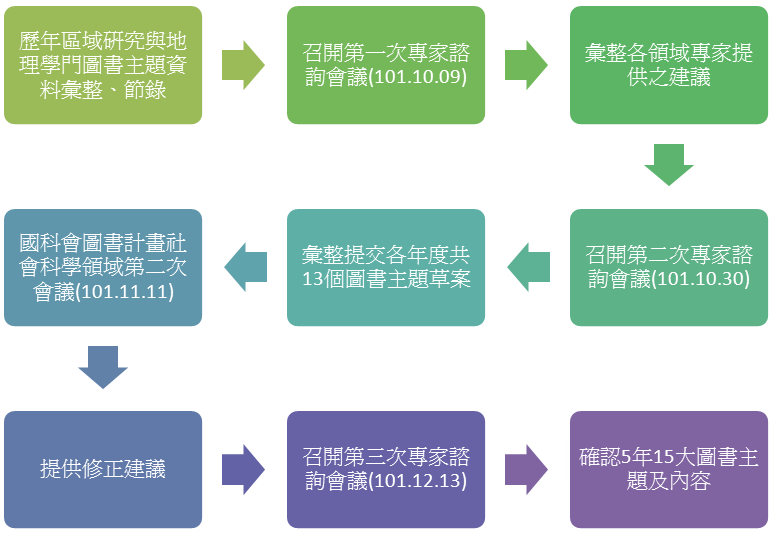 歷年區域研究與地
理學門圖書主題資
料彙整、節錄
召開第一次專家諮
詢會議(101.10.09)
彙整各領域專家提
供之建議
召開第二次專家諮
詢會議(101.10.30)
彙整提交各年度共
13個圖書主題草案
國科會圖書計畫社
會科學領域第二次
會議(101.11.11)
提供修正建議
召開第三次專家諮
詢會議(101.12.13)
確認5年15大圖書主
題及內容